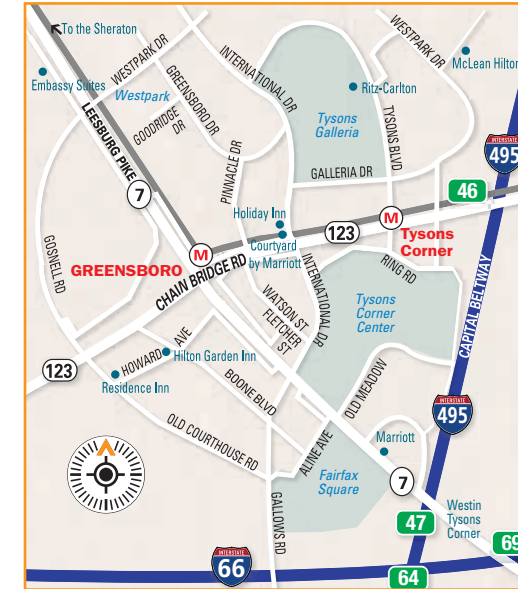 To the Sheraton
WESTPARK DR
INTERNATIONAL DR
WESTPARK DR
McLean Hilton
Embassy Suites
Westpark
GREENSBORO DR
GOODRIDGE
DR
Ritz-Carlton
Tysons
Galleria
TYSONS BLVD
LEESBURG PIKE
7
PINNACLE DR
GALLERIA DR
INTERSTATE
495
46
Holiday Inn
123
M
Tysons
Corner
Courtyard
by Marriott
M
GREENSBORO
CHAIN BRIDGE RD
GOSNELL RD
RING RD
INTERNATIONAL DR
WATSON ST
FLETCHER
ST
Tysons
Corner
Center
CAPITAL BELTWAY
HOWARD
AVE
Hilton Garden Inn
123
Residence Inn
BOONE BLVD
OLD MEADOW
INTERSTATE
495
OLD COURTHOUSE RD
ALINE AVE
Marriott
Fairfax
Square
7
GALLOWS RD
47
Westin
Tysons
Corner
INTERSTATE
66
64
69